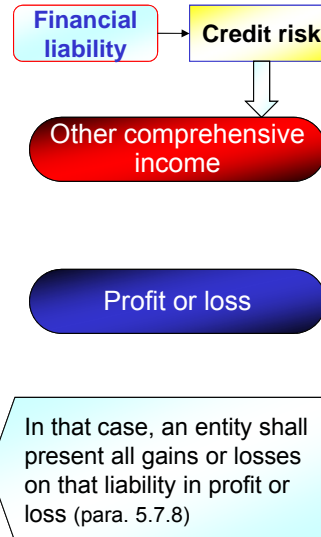 Financial
liability
Credit risk
Other comprehensive
income
Profit or loss
In that case, an entity shall
present all gains or losses
on that liability in profit or
loss (para. 5.7.8)